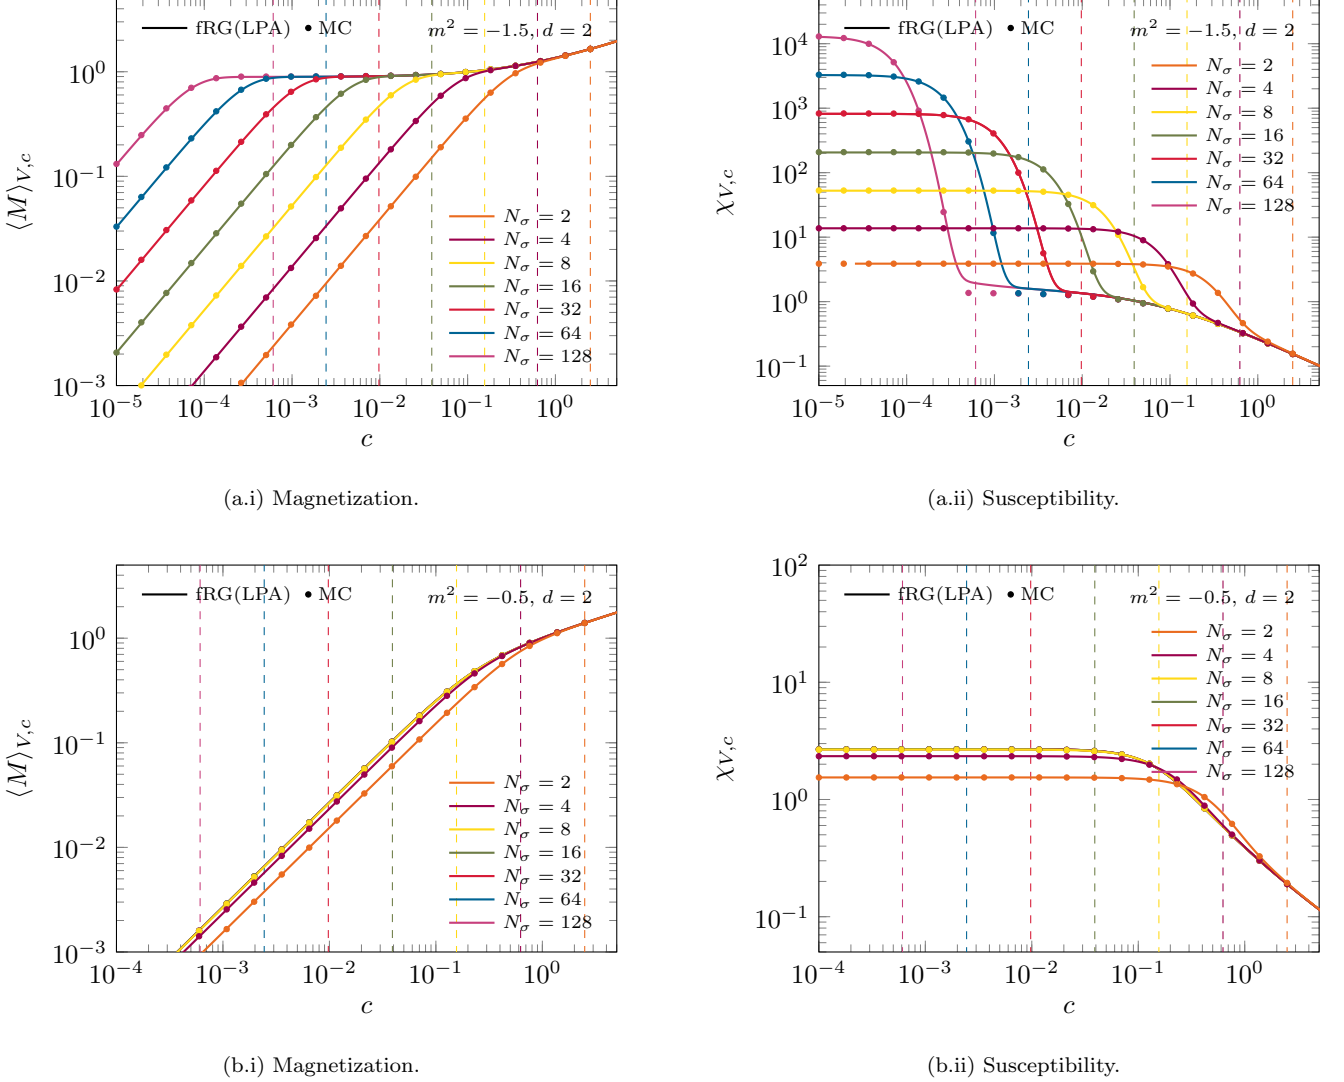 fRG(LPA) • MC
m² = −1.5, d = 2
10⁰
10⁻¹
10⁻²
10⁻³
⟨M⟩V,c
Nσ = 2
Nσ = 4
Nσ = 8
Nσ = 16
Nσ = 32
Nσ = 64
Nσ = 128
10⁻⁵ 10⁻⁴ 10⁻³ 10⁻² 10⁻¹ 10⁰
c
(a.i) Magnetization.
fRG(LPA) • MC
m² = −1.5, d = 2
10⁴
10³
10²
10¹
10⁰
10⁻¹
χV,c
Nσ = 2
Nσ = 4
Nσ = 8
Nσ = 16
Nσ = 32
Nσ = 64
Nσ = 128
10⁻⁵ 10⁻⁴ 10⁻³ 10⁻² 10⁻¹ 10⁰
c
(a.ii) Susceptibility.
fRG(LPA) • MC
m² = −0.5, d = 2
10⁰
10⁻¹
10⁻²
10⁻³
⟨M⟩V,c
Nσ = 2
Nσ = 4
Nσ = 8
Nσ = 16
Nσ = 32
Nσ = 64
Nσ = 128
10⁻⁴ 10⁻³ 10⁻² 10⁻¹ 10⁰
c
(b.i) Magnetization.
fRG(LPA) • MC
m² = −0.5, d = 2
10²
10¹
10⁰
10⁻¹
χV,c
Nσ = 2
Nσ = 4
Nσ = 8
Nσ = 16
Nσ = 32
Nσ = 64
Nσ = 128
10⁻⁴ 10⁻³ 10⁻² 10⁻¹ 10⁰
c
(b.ii) Susceptibility.